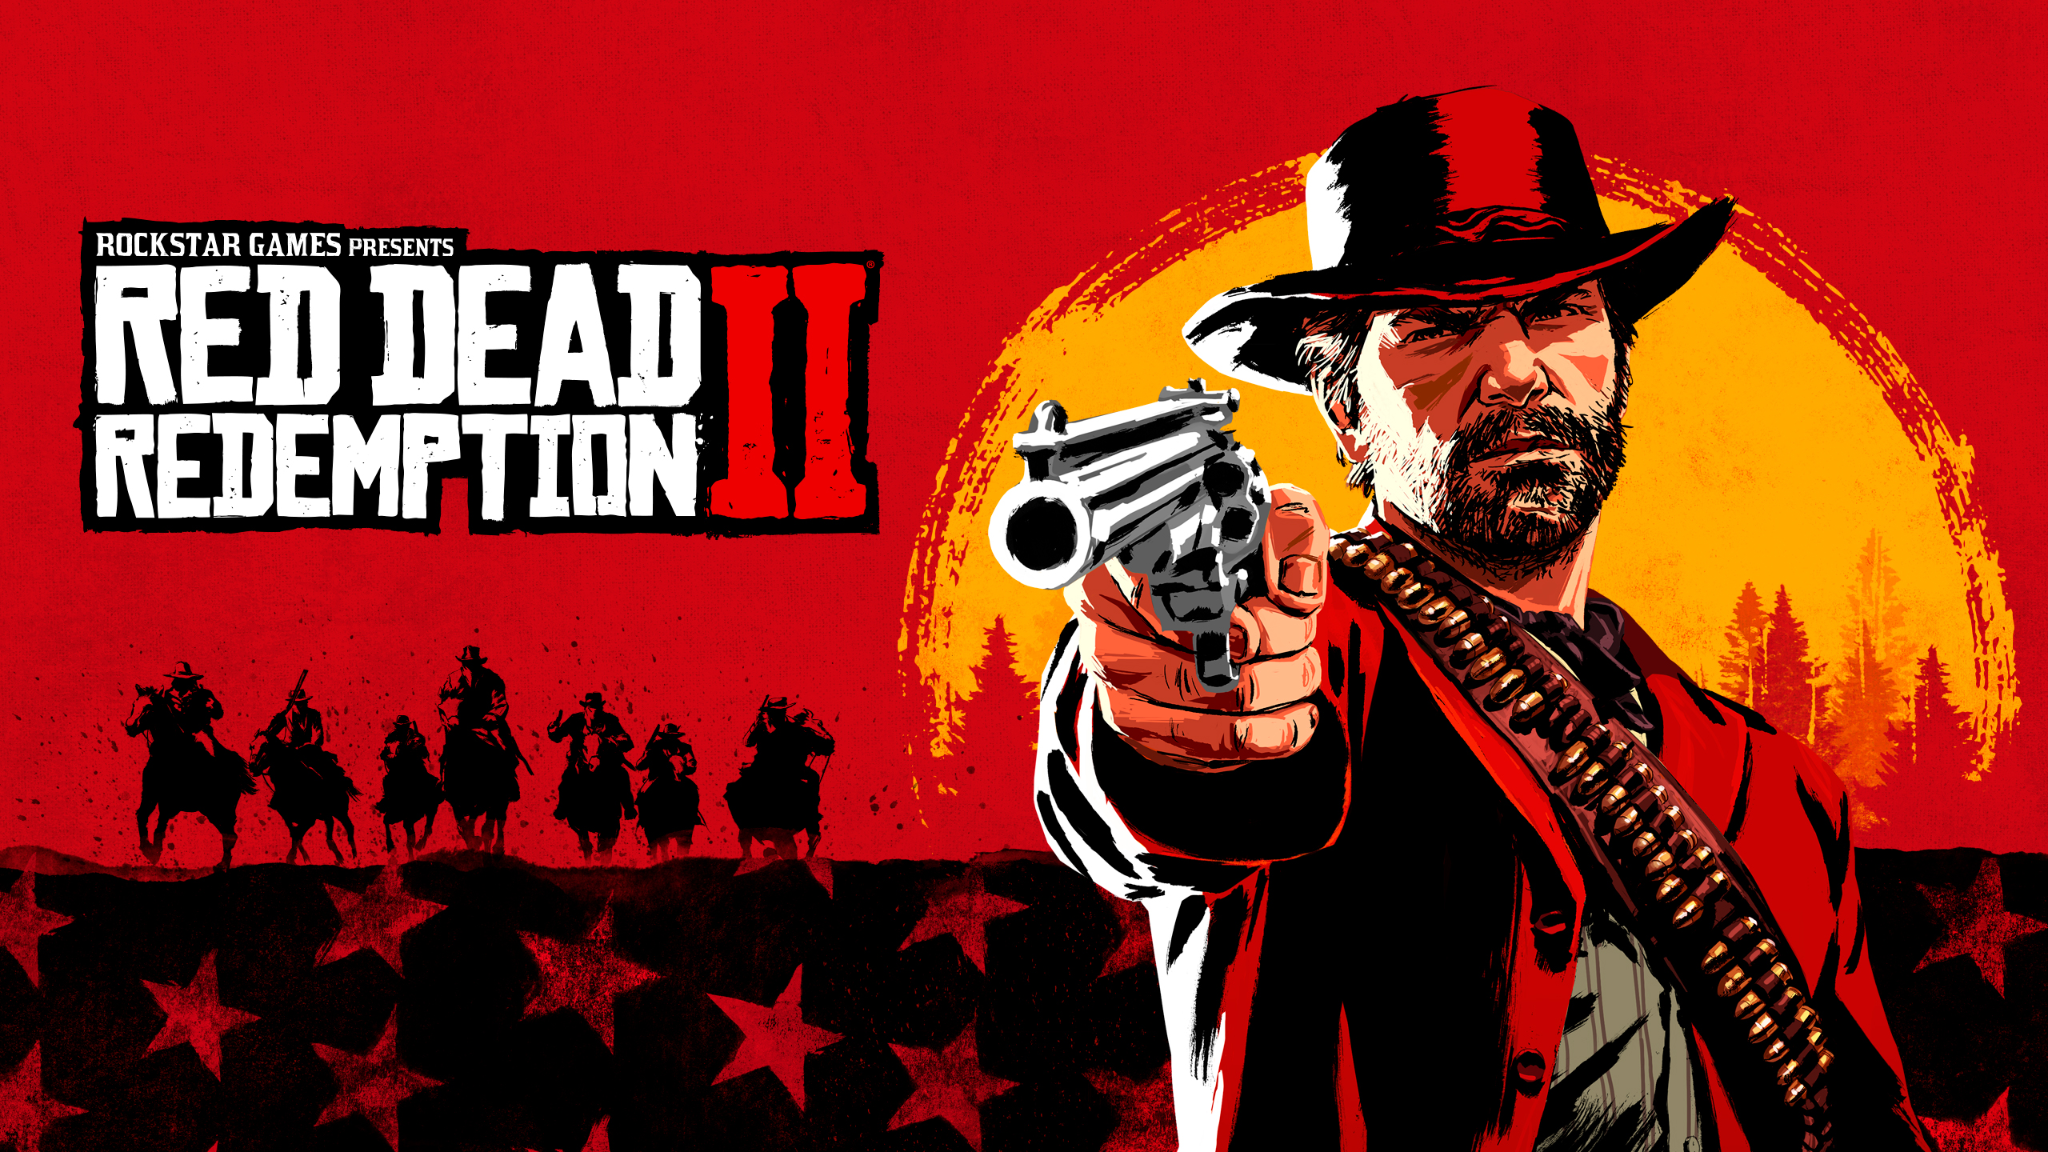 ROCKSTAR GAMES PRESENTS
RED DEAD
REDEMPTION II
®